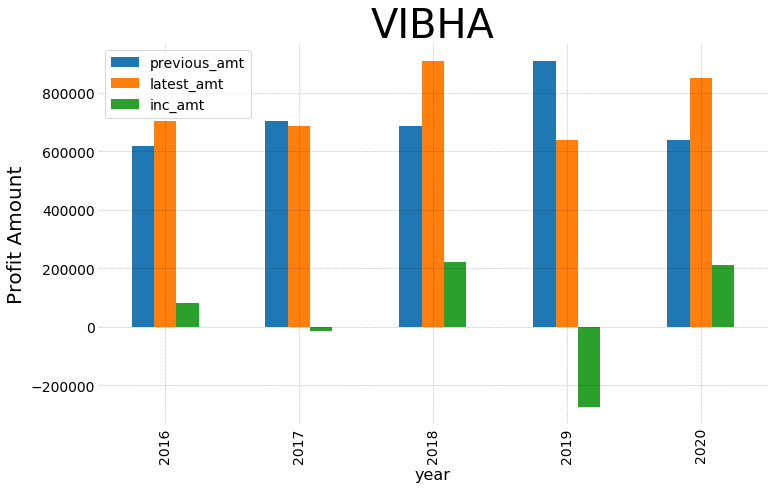 VIBHA
previous_amt
latest_amt
inc_amt
Profit Amount
800000
600000
400000
200000
0
−200000
2016
2017
2018
2019
2020
year